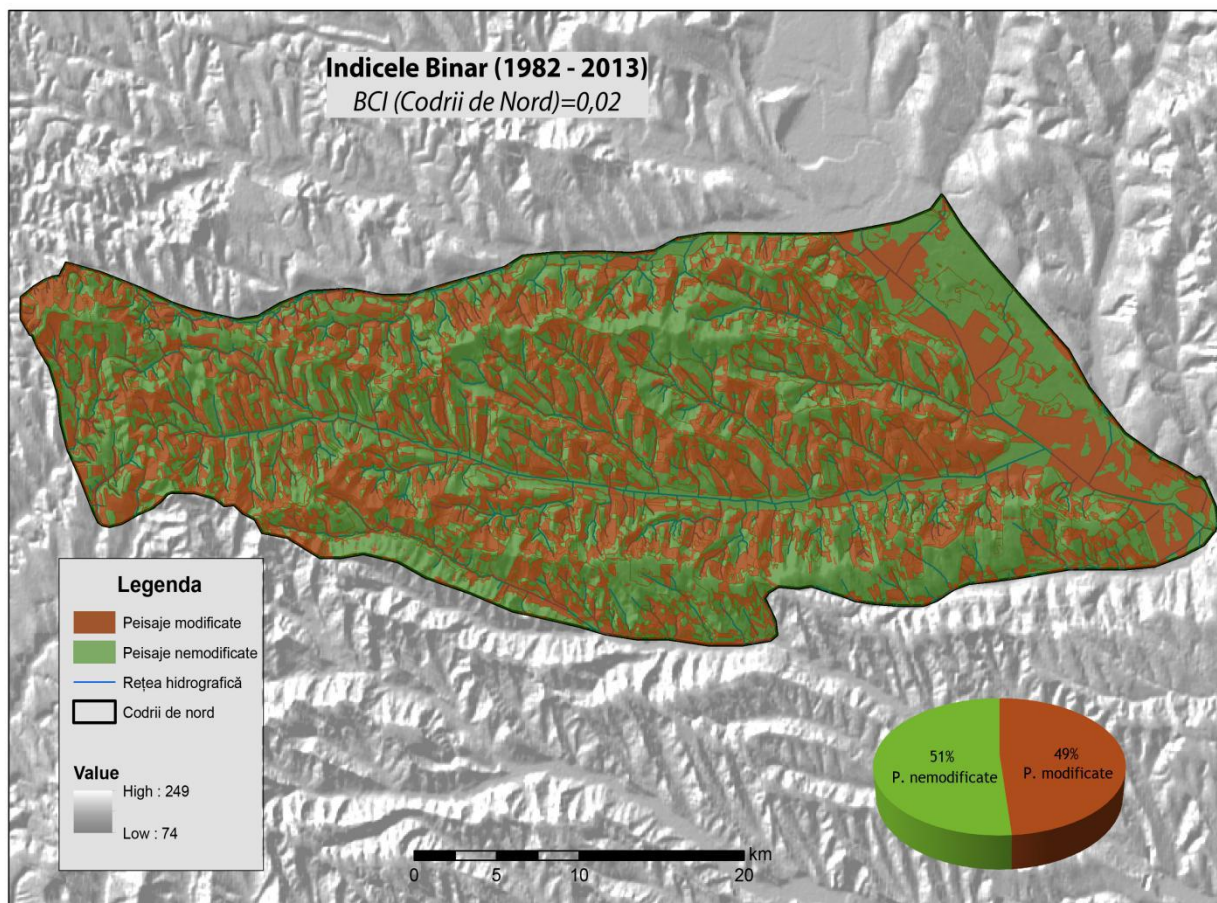 Indicele Binar (1982 - 2013)
BCI (Codrii de Nord)=0,02
Legenda
Peisaje modificate
Peisaje nemodificate
Rețea hidrografică
Codrii de nord
Value
High : 249
Low : 74
51%
P. nemodificate
49%
P. modificate
km
0 5 10 20